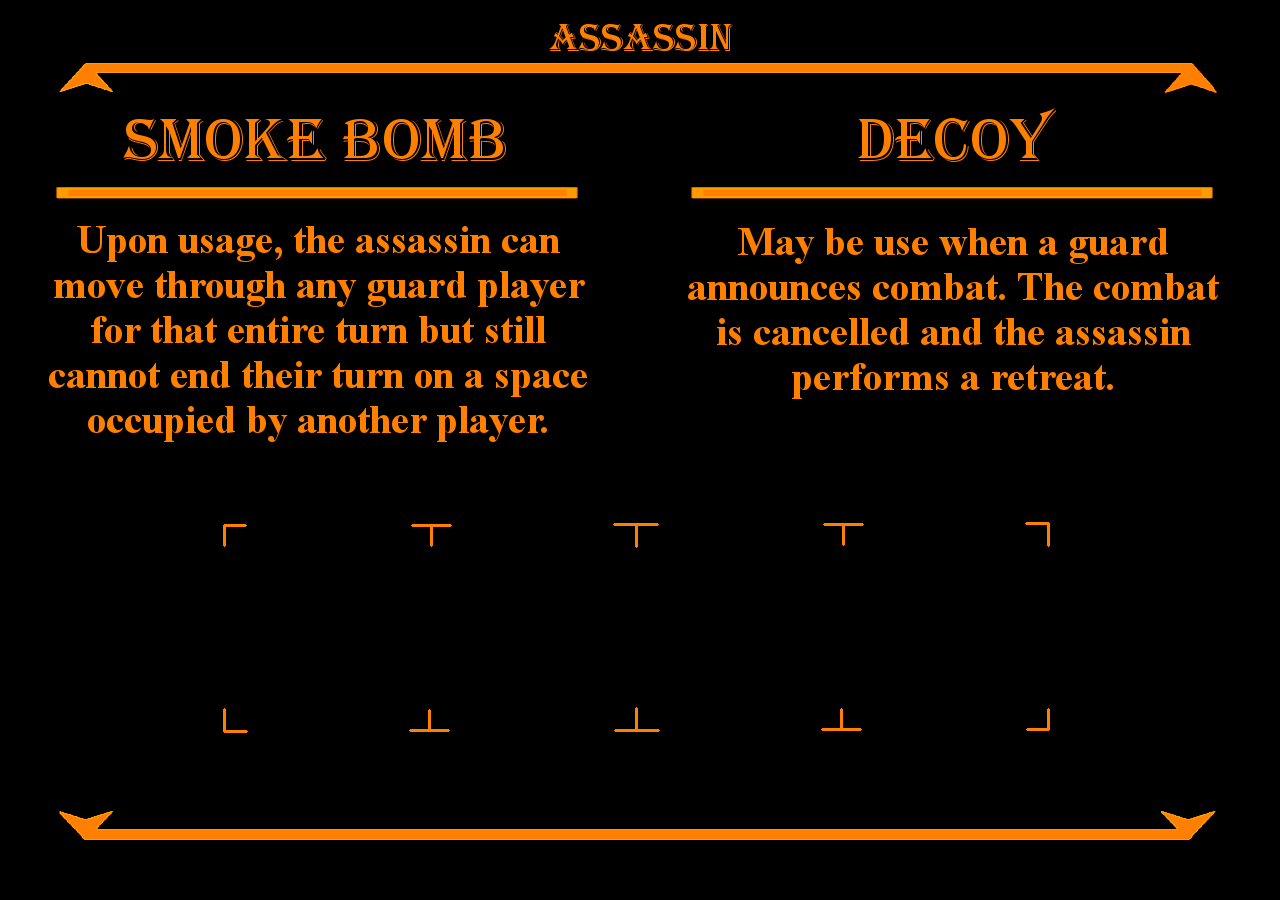 ASSASSIN
SMOKE BOMB
Upon usage, the assassin can
move through any guard player
for that entire turn but still
cannot end their turn on a space
occupied by another player.
DECOY
May be use when a guard
announces combat. The combat
is cancelled and the assassin
performs a retreat.